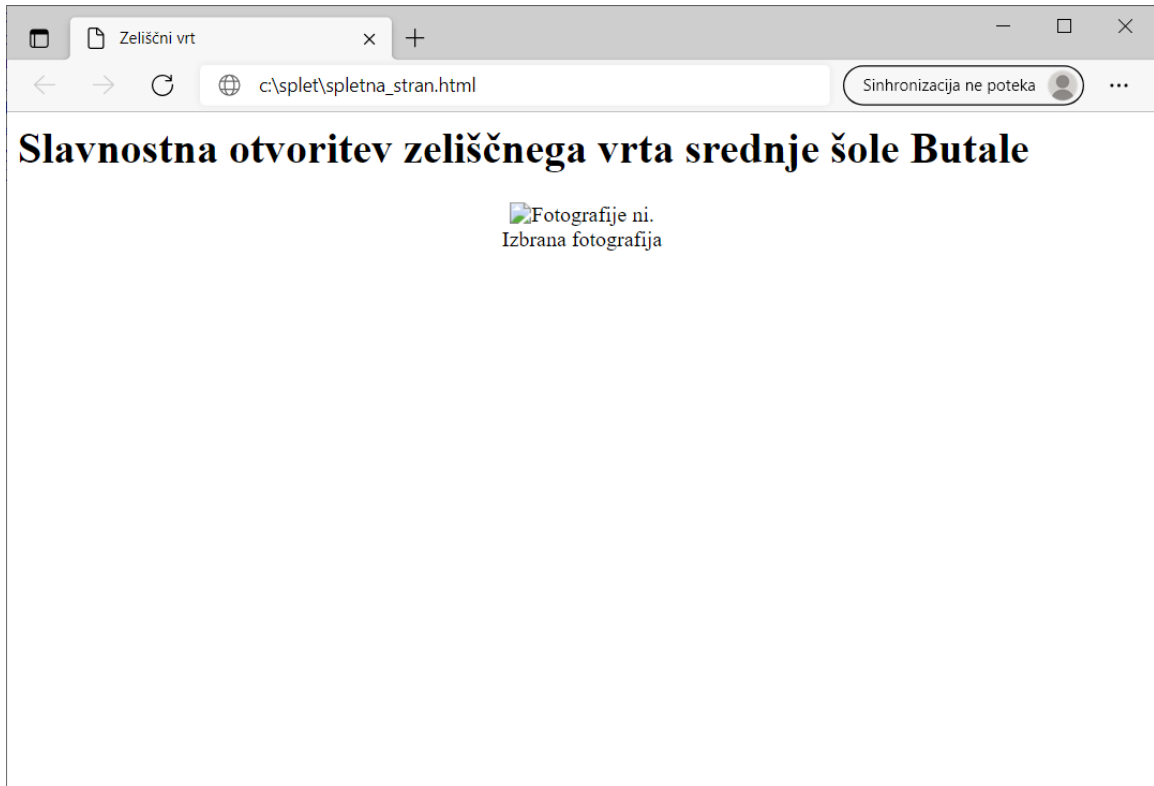 Zeliščni vrt
c:\splet\spletna_stran.html
Sinhronizacija ne poteka
Slavnostna otvoritev zeliščnega vrta srednje šole Butale
Fotografije ni.
Izbrana fotografija